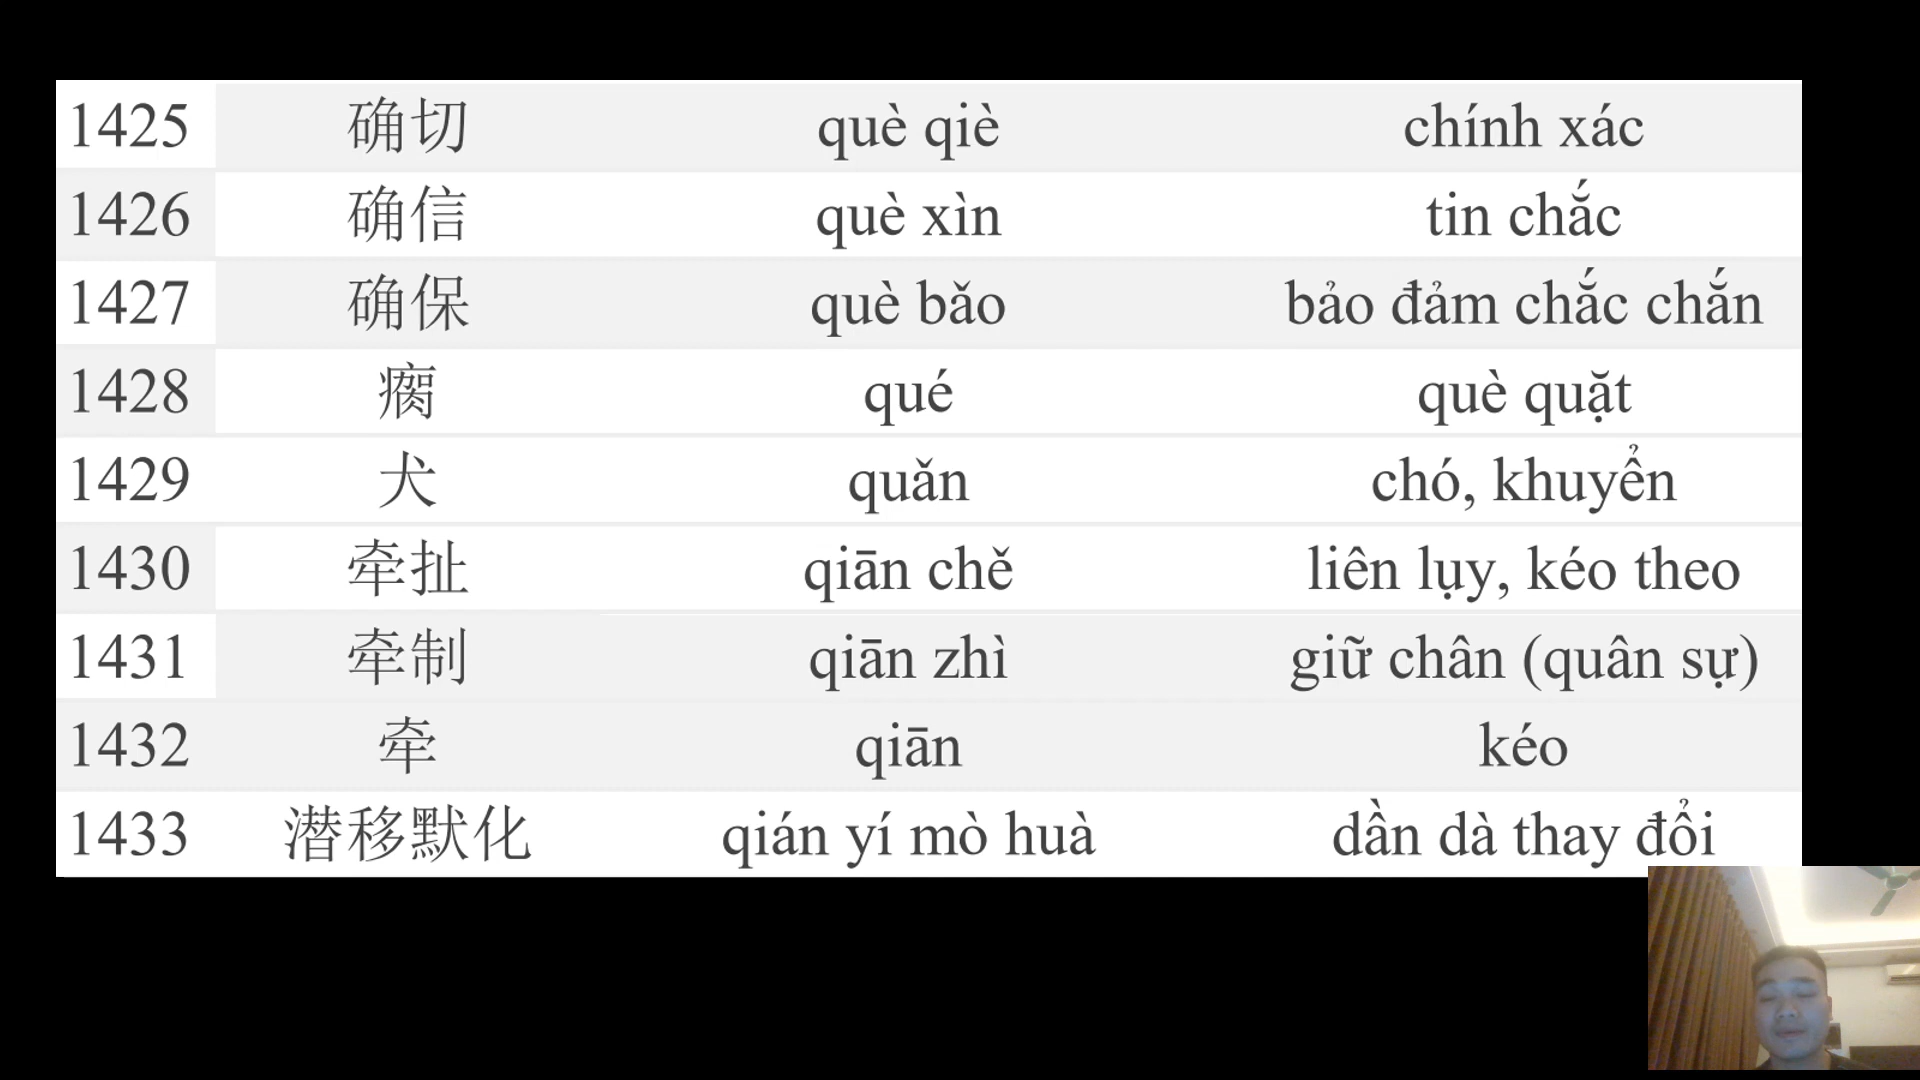 1425 确切 què qiè chính xác
1426 确信 què xìn tin chắc
1427 确保 què bǎo bảo đảm chắc chắn
1428 瘸 qué què quặt
1429 犬 quǎn chó, khuyển
1430 牵扯 qiān chě liên lụy, kéo theo
1431 牵制 qiān zhì giữ chân (quân sự)
1432 牵 qiān kéo
1433 潜移默化 qián yí mò huà dần dà thay đổi